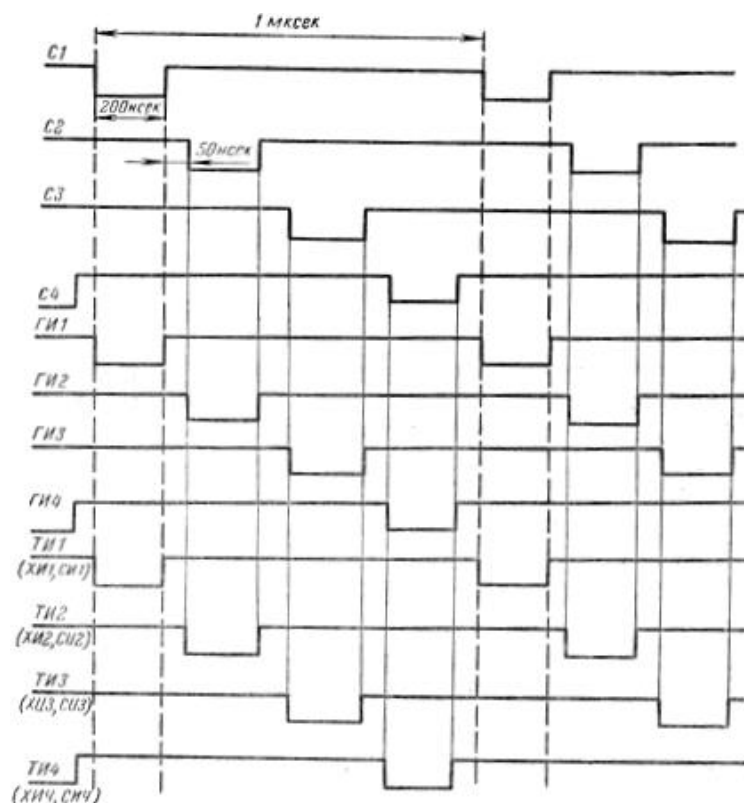 1 мксек
С1
200нсек
С2
50нсек
С3
С4
ГИ1
ГИ2
ГИ3
ГИ4
ТИ1
(ХИ1,СИ1)
ТИ2
(ХИ2,СИ2)
ТИ3
(ХИ3,СИ3)
ТИ4
(ХИ4,СИ4)